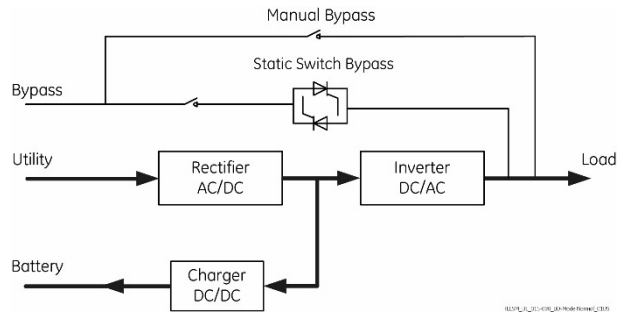 Manual Bypass
Static Switch Bypass
Bypass
Utility
Rectifier
AC/DC
Inverter
DC/AC
Load
Battery
Charger
DC/DC